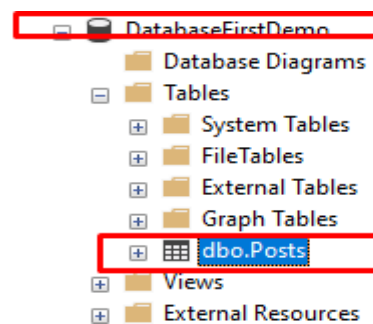 DatabaseFirstDemo
Database Diagrams
Tables
System Tables
FileTables
External Tables
Graph Tables
dbo.Posts
Views
External Resources